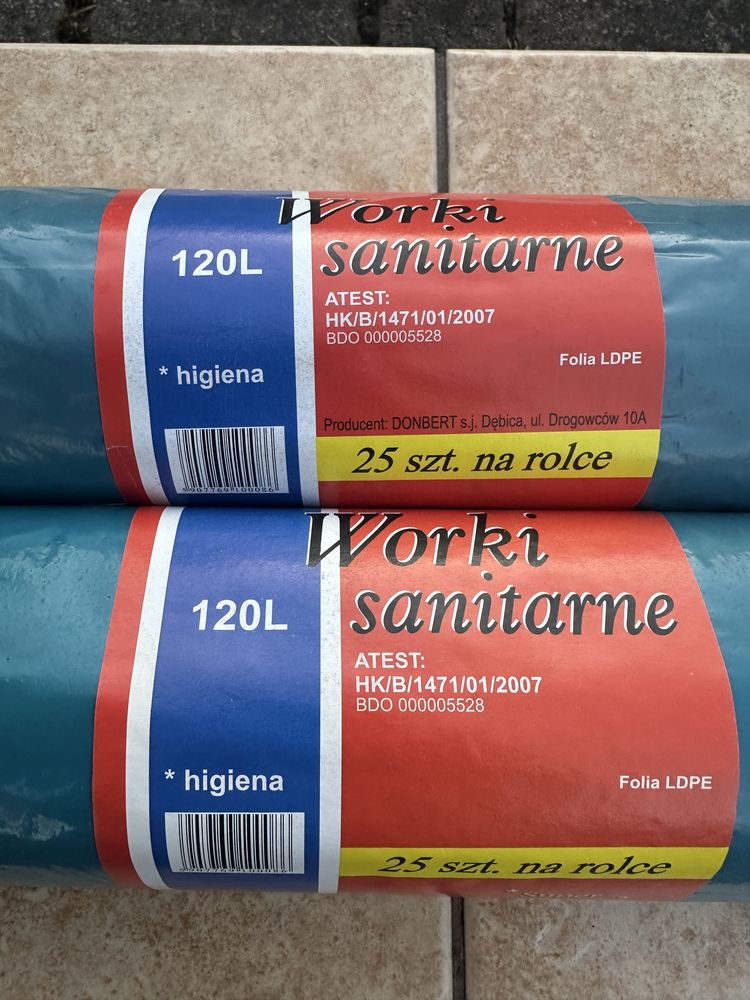 Worki
sanitarne
120L
ATEST:
HK/B/1471/01/2007
BDO 000005528
Folia LDPE
* higiena
Producent: DONBERT s.j. Dębica, ul. Drogowców 10A
25 szt. na rolce
5907769100086
Worki
sanitarne
120L
ATEST:
HK/B/1471/01/2007
BDO 000005528
* higiena
Folia LDPE
25 szt. na rolce
5907769100086